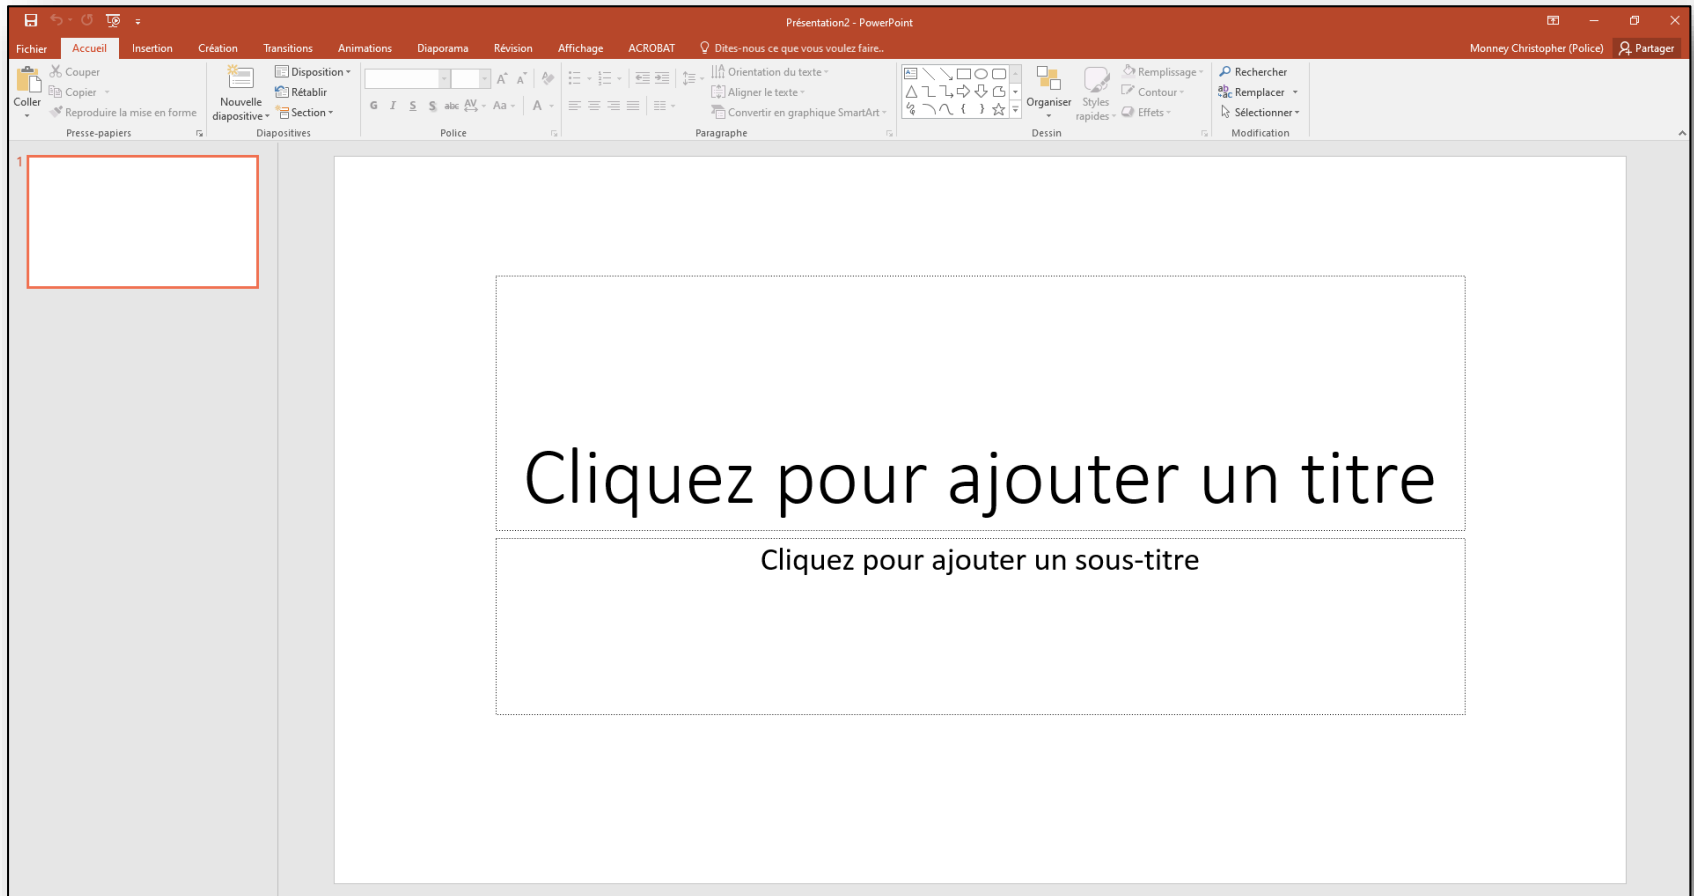 Présentation2 - PowerPoint
Fichier Accueil Insertion Création Transitions Animations Diaporama Révision Affichage ACROBAT Dites-nous ce que vous voulez faire.. Monney Christopher (Police) Partager
Coller
Couper
Copier
Reproduire la mise en forme
Presse-papiers
Nouvelle
diapositive
Disposition
Rétablir
Section
Diapositives
G I S S abc AV Aa A
Police
Orientation du texte
Aligner le texte
Convertir en graphique SmartArt
Paragraphe
Organiser
Styles
rapides
Remplissage
Contour
Effets
Dessin
Rechercher
Remplacer
Sélectionner
Modification
1
Cliquez pour ajouter un titre
Cliquez pour ajouter un sous-titre